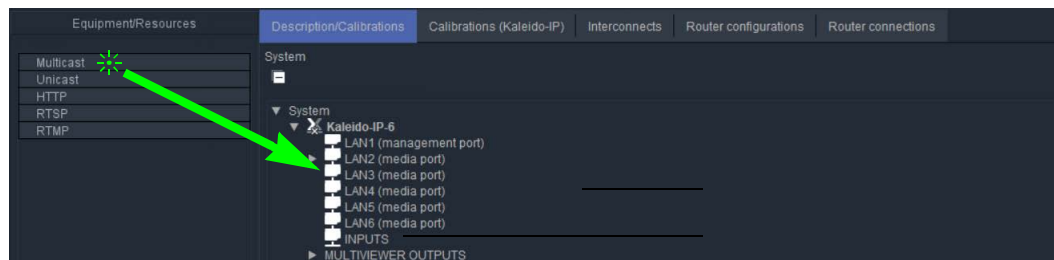 Equipment/Resources
Description/Calibrations Calibrations (Kaleido-IP) Interconnects Router configurations Router connections
Multicast
Unicast
HTTP
RTSP
RTMP
System
System
Kaleido-IP-6
LAN1 (management port)
LAN2 (media port)
LAN3 (media port)
LAN4 (media port)
LAN5 (media port)
LAN6 (media port)
INPUTS
MULTIVIEWER OUTPUTS